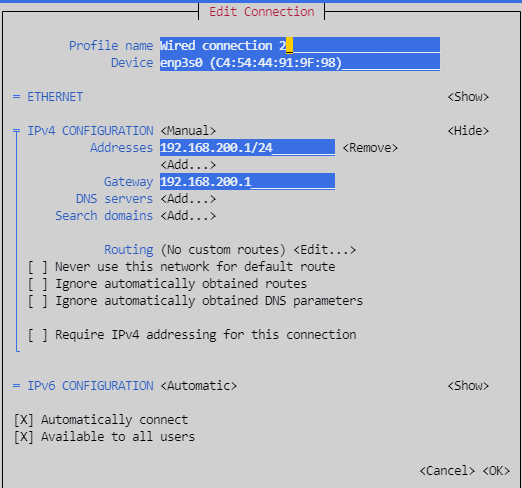 Edit Connection
Profile name Wired connection 2
Device enp3s0 (C4:54:44:91:9F:98)
= ETHERNET <Show>
IPv4 CONFIGURATION <Manual> <Hide>
Addresses 192.168.200.1/24 <Remove>
<Add...>
Gateway 192.168.200.1
DNS servers <Add...>
Search domains <Add...>
Routing (No custom routes) <Edit...>
[ ] Never use this network for default route
[ ] Ignore automatically obtained routes
[ ] Ignore automatically obtained DNS parameters
[ ] Require IPv4 addressing for this connection
= IPv6 CONFIGURATION <Automatic> <Show>
[X] Automatically connect
[X] Available to all users
<Cancel> <OK>